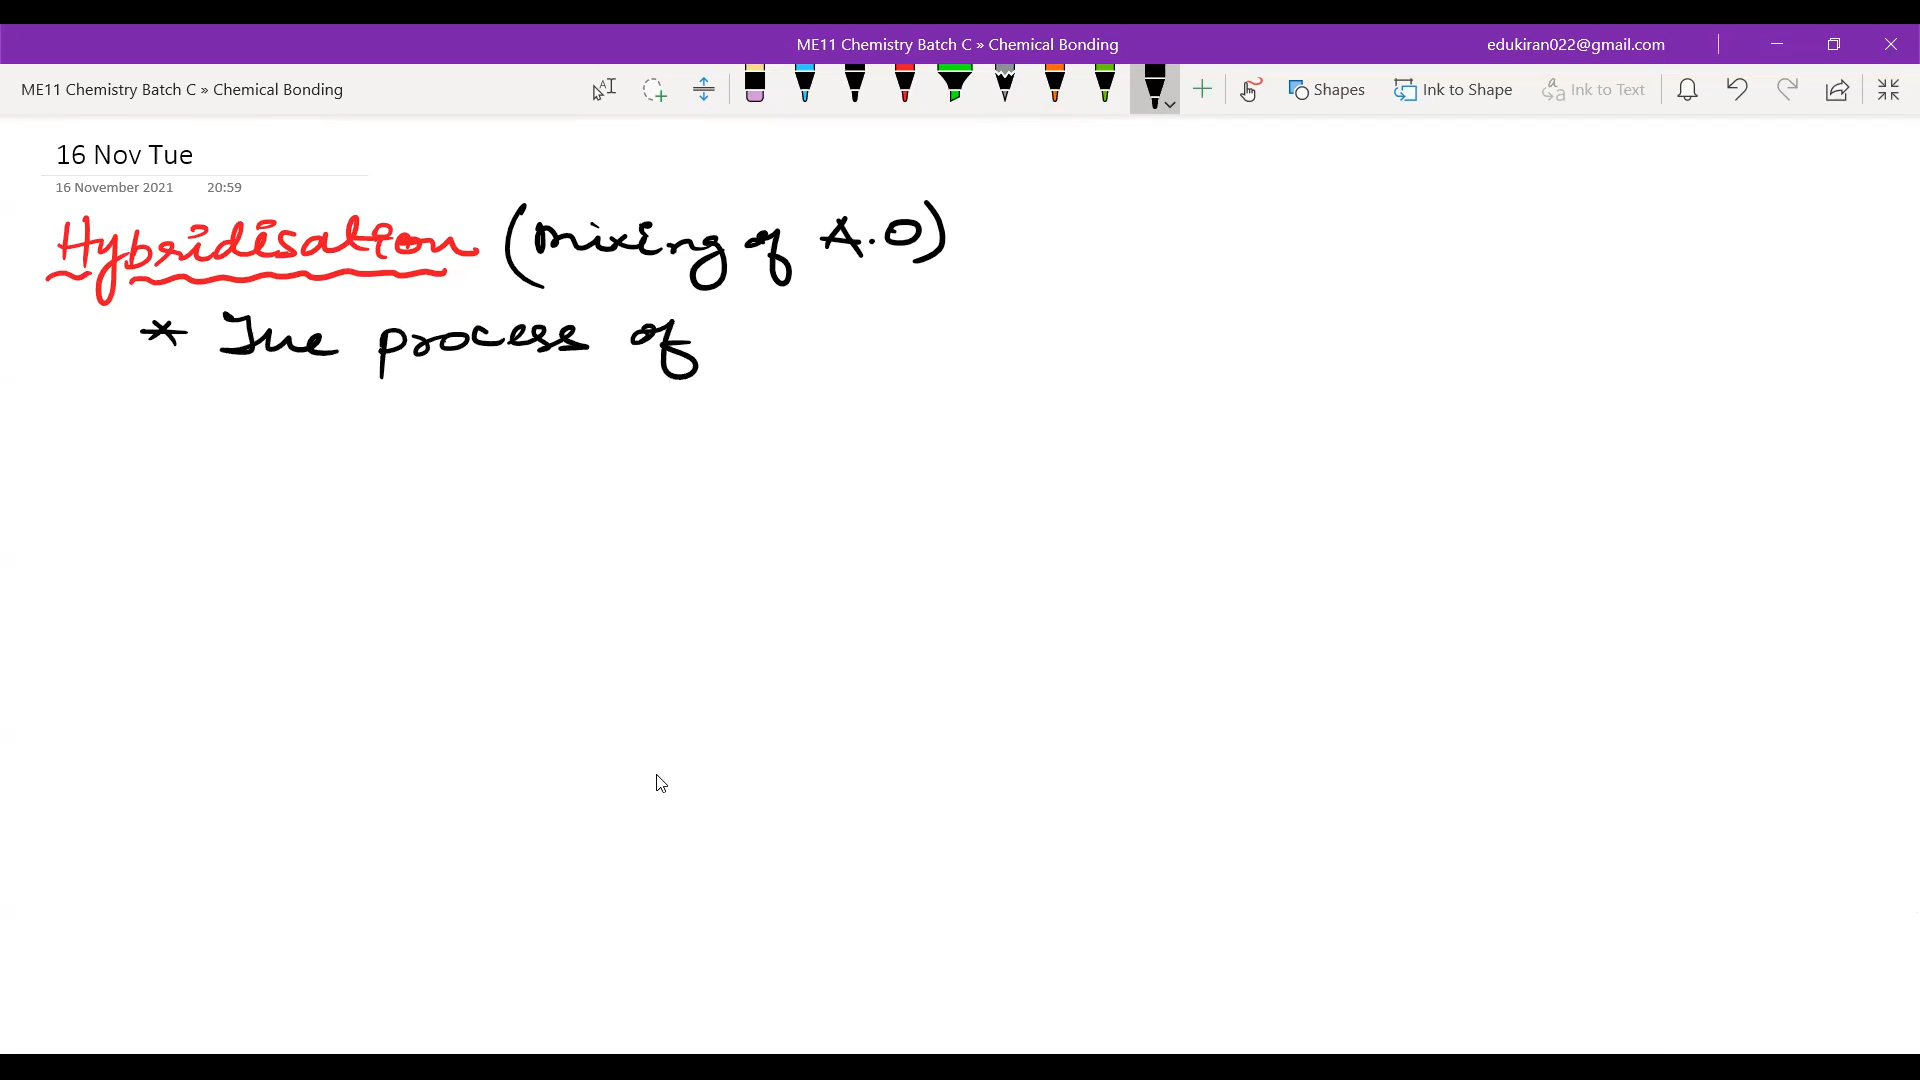 ME11 Chemistry Batch C » Chemical Bonding
edukiran022@gmail.com
ME11 Chemistry Batch C » Chemical Bonding
Shapes
Ink to Shape
Ink to Text
16 Nov Tue
16 November 2021 20:59
Hybridisation (Mixing of A.O)
* The process of